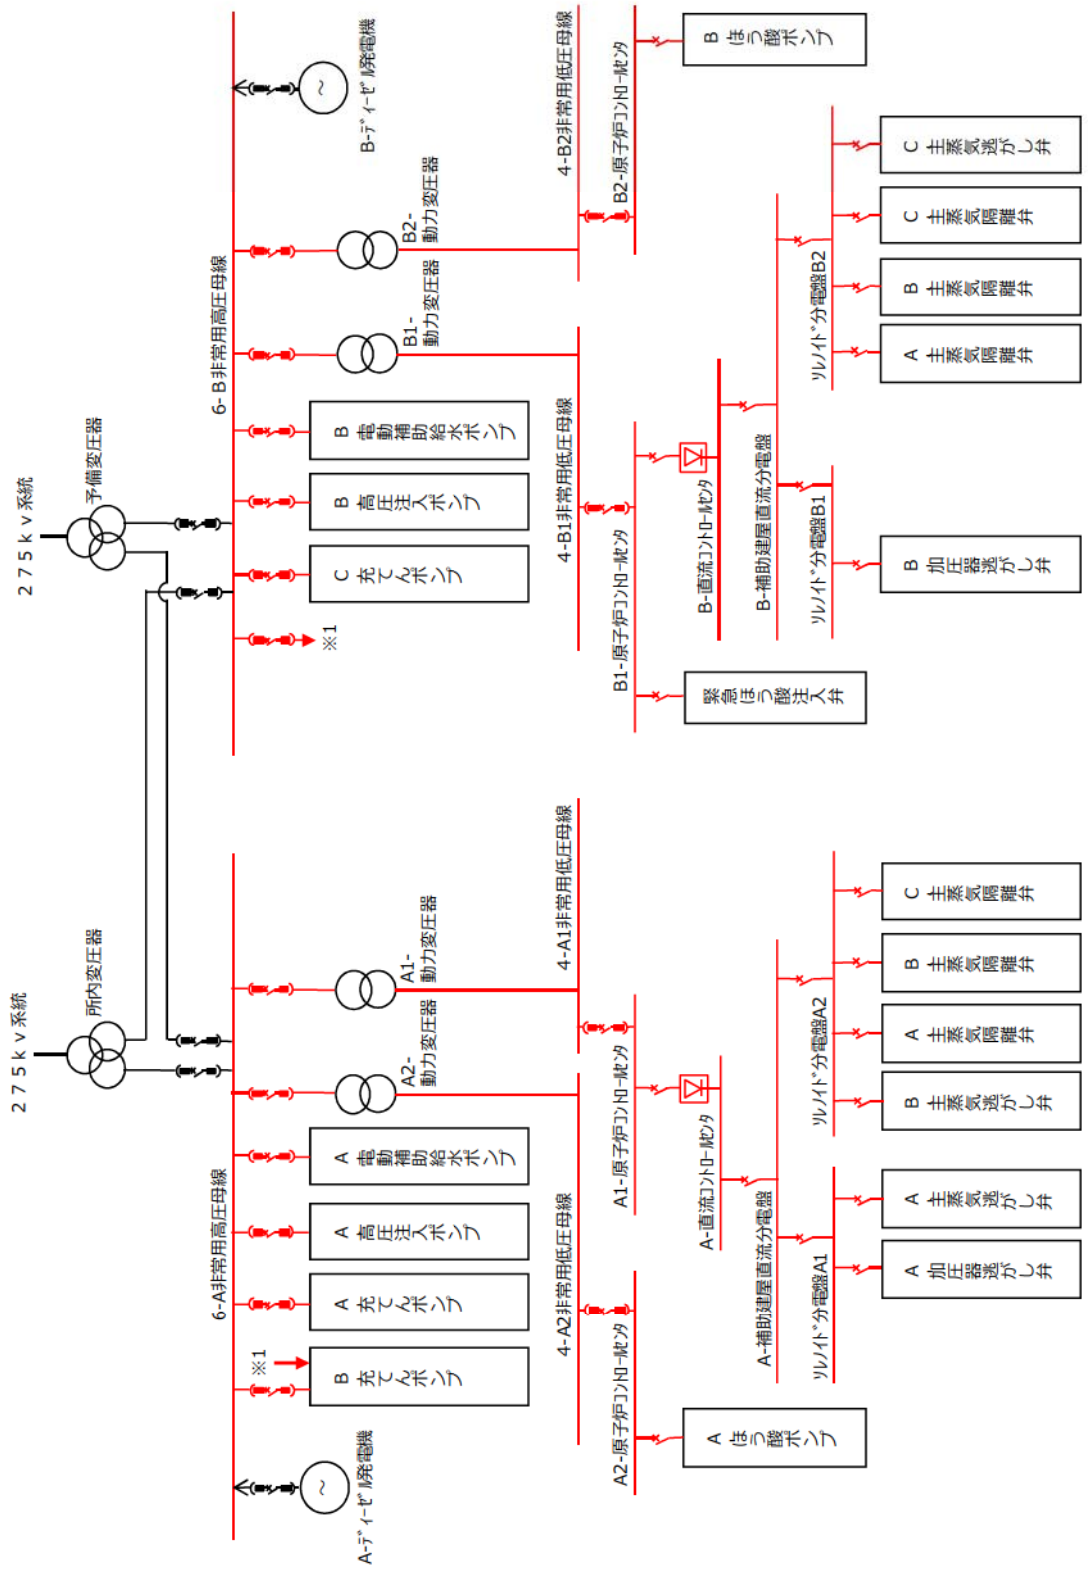 275kv系統
所内変圧器
275kv系統
予備変圧器
6-A非常用高圧母線
6-B非常用高圧母線
A-ディーゼル発電機
※1
B充てんポンプ
A充てんポンプ
A高圧注入ポンプ
A電動補助給水ポンプ
A2-
動力変圧器
A1-
動力変圧器
※1
C充てんポンプ
B高圧注入ポンプ
B電動補助給水ポンプ
B1-
動力変圧器
B2-
動力変圧器
B-ディーゼル発電機
4-A2非常用低圧母線
4-A1非常用低圧母線
4-B1非常用低圧母線
4-B2非常用低圧母線
A2-原子炉コントロールセンタ
A1-原子炉コントロールセンタ
B1-原子炉コントロールセンタ
B2-原子炉コントロールセンタ
Aほう酸ポンプ
緊急ほう酸注入弁
Bほう酸ポンプ
A-直流コントロールセンタ
B-直流コントロールセンタ
A-補助建屋直流分電盤
B-補助建屋直流分電盤
ソレノイド分電盤A1
ソレノイド分電盤A2
ソレノイド分電盤B1
ソレノイド分電盤B2
A加圧器逃がし弁
A主蒸気逃がし弁
B主蒸気逃がし弁
A主蒸気隔離弁
B主蒸気隔離弁
C主蒸気隔離弁
B加圧器逃がし弁
A主蒸気隔離弁
B主蒸気隔離弁
C主蒸気隔離弁
C主蒸気逃がし弁